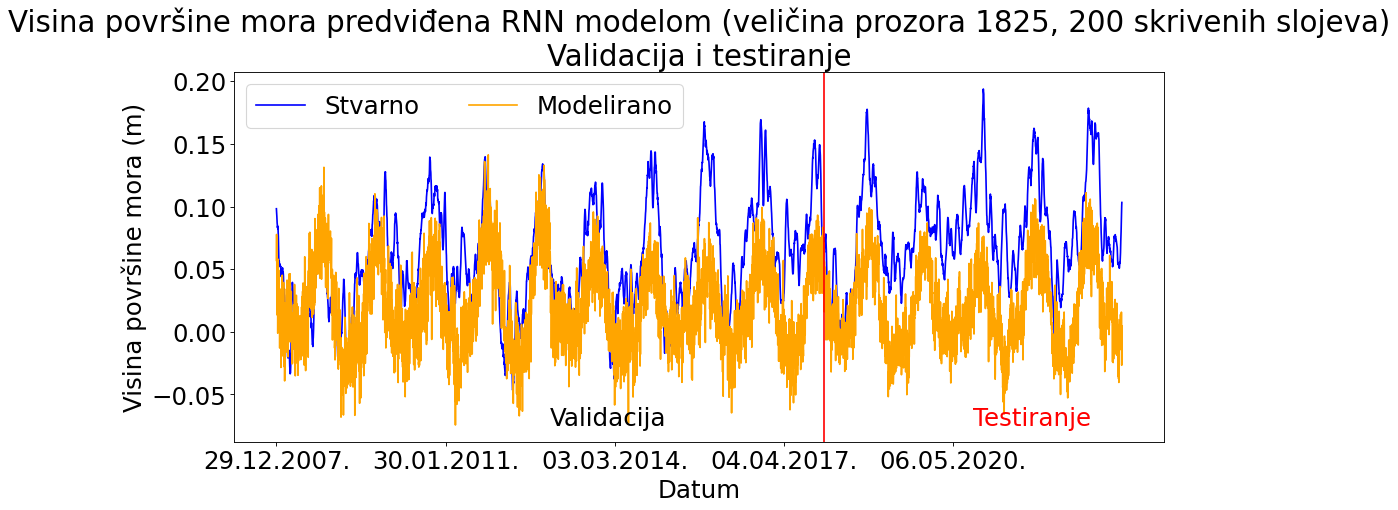 Visina površine mora predviđena RNN modelom (veličina prozora 1825, 200 skrivenih slojeva)
Validacija i testiranje
Stvarno
Modelirano
Visina površine mora (m)
0.20
0.15
0.10
0.05
0.00
−0.05
Validacija
Testiranje
29.12.2007.
30.01.2011.
03.03.2014.
04.04.2017.
06.05.2020.
Datum